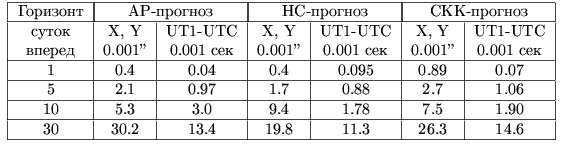 Горизонт АР-прогноз НС-прогноз СКК-прогноз
суток X, Y UT1-UTC X, Y UT1-UTC X, Y UT1-UTC
вперед 0.001” 0.001 сек 0.001” 0.001 сек 0.001” 0.001 сек
1 0.4 0.04 0.4 0.095 0.89 0.07
5 2.1 0.97 1.7 0.88 2.7 1.06
10 5.3 3.0 9.4 1.78 7.5 1.90
30 30.2 13.4 19.8 11.3 26.3 14.6